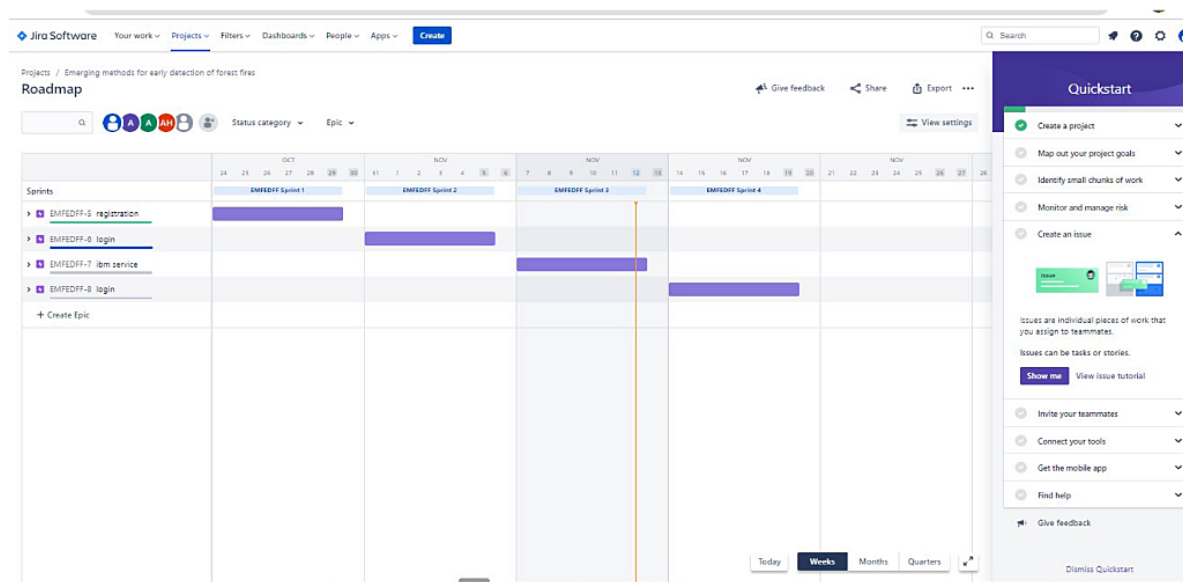 Jira Software Your work Projects Filters Dashboards People Apps Create Search
Projects / Emerging methods for early detection of forest fires
Roadmap
Give feedback Share Export
A A AH Status category Epic View settings
OCT NOV NOV NOV NOV
24 25 26 27 28 29 30 31 1 2 3 4 5 6 7 8 9 10 11 12 13 14 15 16 17 18 19 20 21 22 23 24 25 26 27 28
Sprints EMFEDFF Sprint 1 EMFEDFF Sprint 2 EMFEDFF Sprint 3 EMFEDFF Sprint 4
EMFEDFF-5 registration
EMFEDFF-6 login
EMFEDFF-7 ibm service
EMFEDFF-8 login
+ Create Epic
Today Weeks Months Quarters
Quickstart
Create a project
Map out your project goals
Identify small chunks of work
Monitor and manage risk
Create an issue
Issue
Issues are individual pieces of work that
you assign to teammates.
Issues can be tasks or stories.
Show me View issue tutorial
Invite your teammates
Connect your tools
Get the mobile app
Find help
Give feedback
Dismiss Quickstart